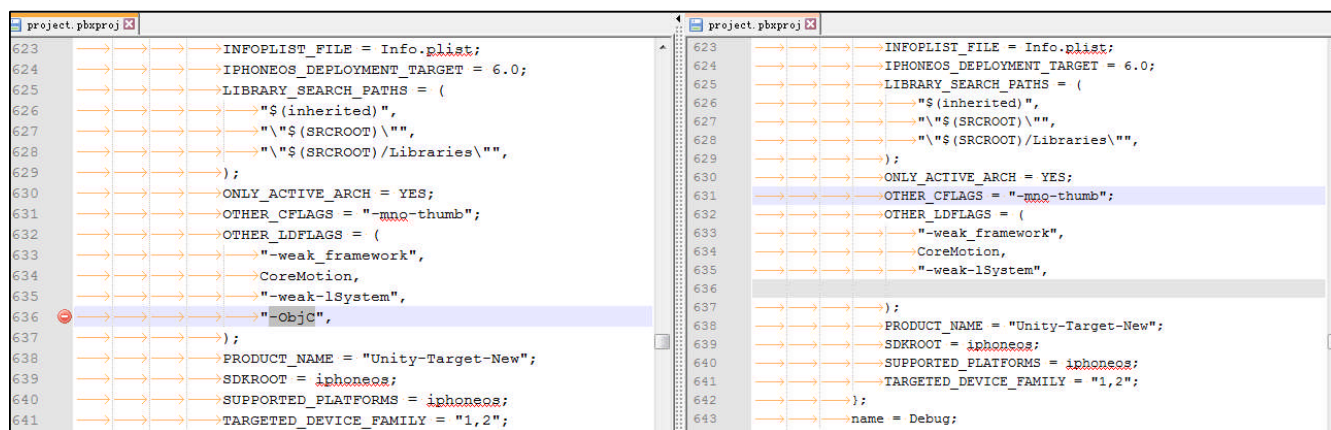 project.pbxproj
623 INFOPLIST_FILE = Info.plist;
624 IPHONEOS_DEPLOYMENT_TARGET = 6.0;
625 LIBRARY_SEARCH_PATHS = (
626 "$(inherited)",
627 "\"$(SRCROOT)\"",
628 "\"$(SRCROOT)/Libraries\"",
629 );
630 ONLY_ACTIVE_ARCH = YES;
631 OTHER_CFLAGS = "-mno-thumb";
632 OTHER_LDFLAGS = (
633 "-weak_framework",
634 CoreMotion,
635 "-weak-lSystem",
636 "-ObjC",
637 );
638 PRODUCT_NAME = "Unity-Target-New";
639 SDKROOT = iphoneos;
640 SUPPORTED_PLATFORMS = iphoneos;
641 TARGETED_DEVICE_FAMILY = "1,2";
project.pbxproj
623 INFOPLIST_FILE = Info.plist;
624 IPHONEOS_DEPLOYMENT_TARGET = 6.0;
625 LIBRARY_SEARCH_PATHS = (
626 "$(inherited)",
627 "\"$(SRCROOT)\"",
628 "\"$(SRCROOT)/Libraries\"",
629 );
630 ONLY_ACTIVE_ARCH = YES;
631 OTHER_CFLAGS = "-mno-thumb";
632 OTHER_LDFLAGS = (
633 "-weak_framework",
634 CoreMotion,
635 "-weak-lSystem",
636
637 );
638 PRODUCT_NAME = "Unity-Target-New";
639 SDKROOT = iphoneos;
640 SUPPORTED_PLATFORMS = iphoneos;
641 TARGETED_DEVICE_FAMILY = "1,2";
642 };
643 name = Debug;